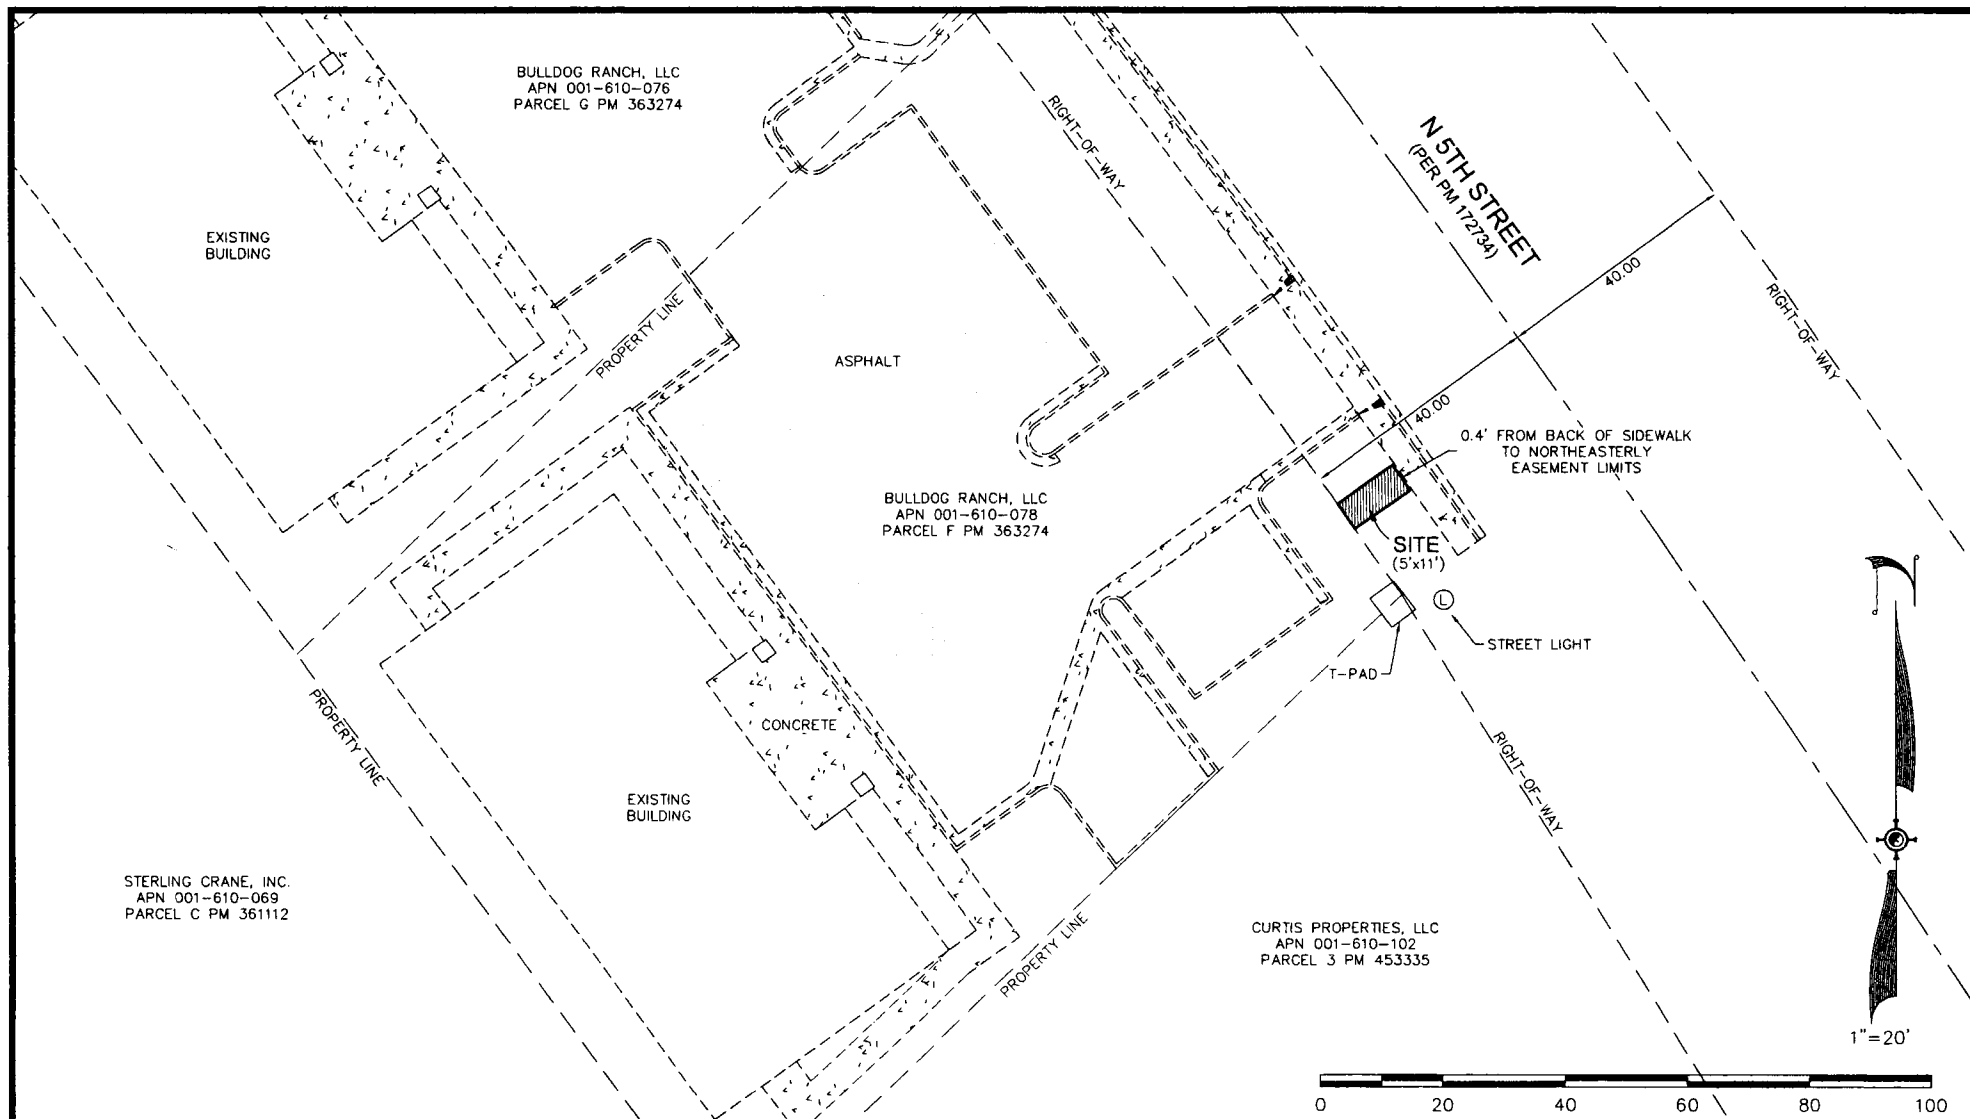 BULLDOG RANCH, LLC
APN 001-610-076
PARCEL G PM 363274
RIGHT-OF-WAY
N 5TH STREET
(PER PM 172734)
40.00
RIGHT-OF-WAY
EXISTING
BUILDING
PROPERTY LINE
ASPHALT
40.00
0.4' FROM BACK OF SIDEWALK
TO NORTHEASTERLY
EASEMENT LIMITS
BULLDOG RANCH, LLC
APN 001-610-078
PARCEL F PM 363274
SITE
(5'x11')
L
STREET LIGHT
T-PAD
PROPERTY LINE
CONCRETE
RIGHT-OF-WAY
EXISTING
BUILDING
STERLING CRANE, INC.
APN 001-610-069
PARCEL C PM 361112
PROPERTY LINE
CURTIS PROPERTIES, LLC
APN 001-610-102
PARCEL 3 PM 453335
1"=20'
0 20 40 60 80 100